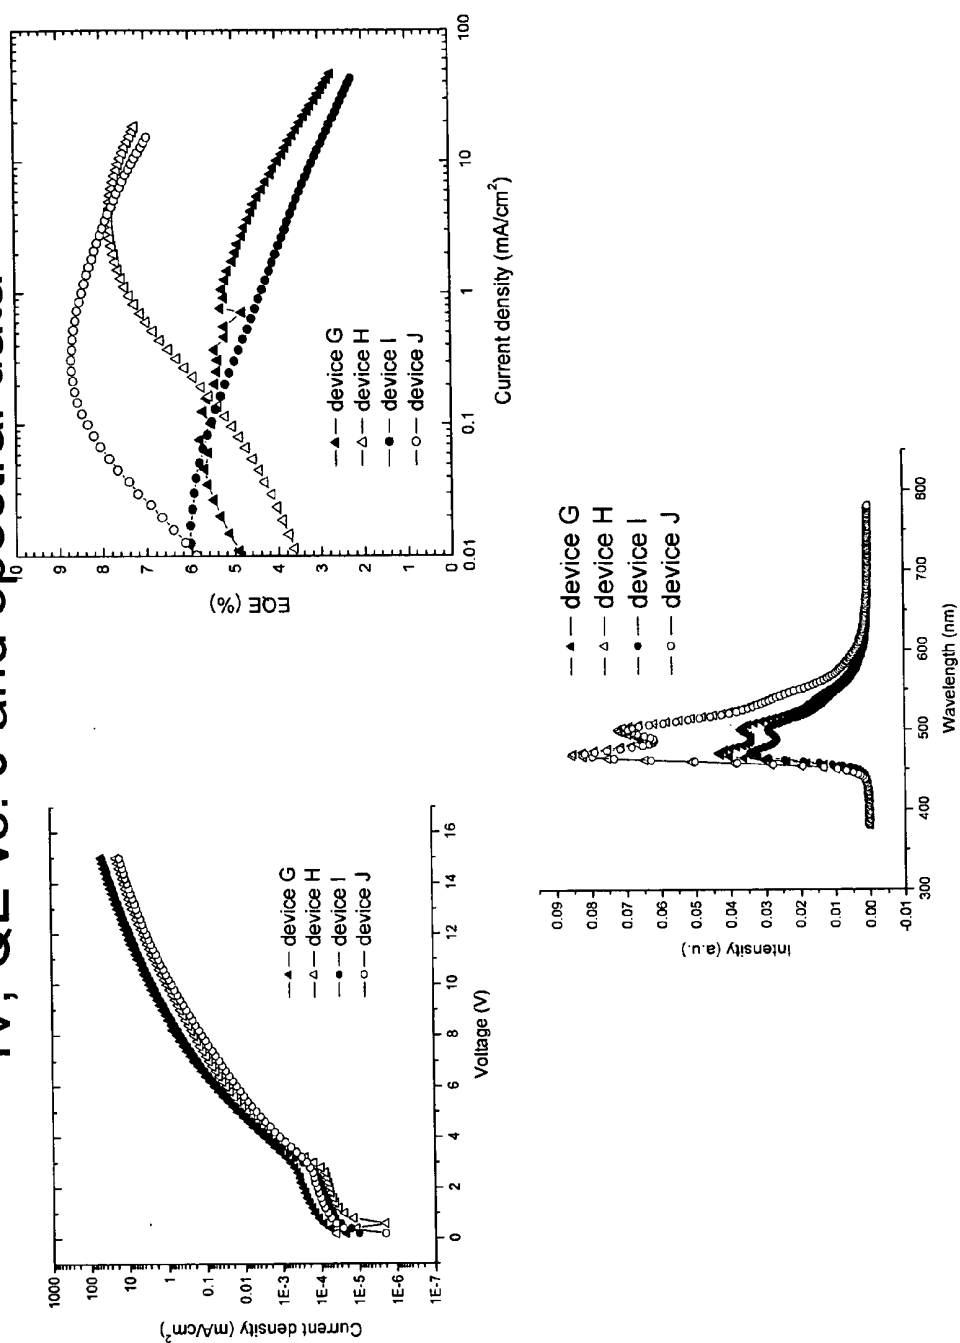 IV, QE vs. J and spectral data.
1000
100
10
1
0.1
0.01
1E-3
1E-4
1E-5
1E-6
1E-7
Current density (mA/cm²)
0
2
4
6
8
10
12
14
16
Voltage (V)
device G
device H
device I
device J
10
9
8
7
6
5
4
3
2
1
0
EQE (%)
0.01
0.1
1
10
100
Current density (mA/cm²)
device G
device H
device I
device J
0.09
0.08
0.07
0.06
0.05
0.04
0.03
0.02
0.01
0.00
-0.01
intensity (a.u.)
300
400
500
600
700
800
Wavelength (nm)
device G
device H
device I
device J